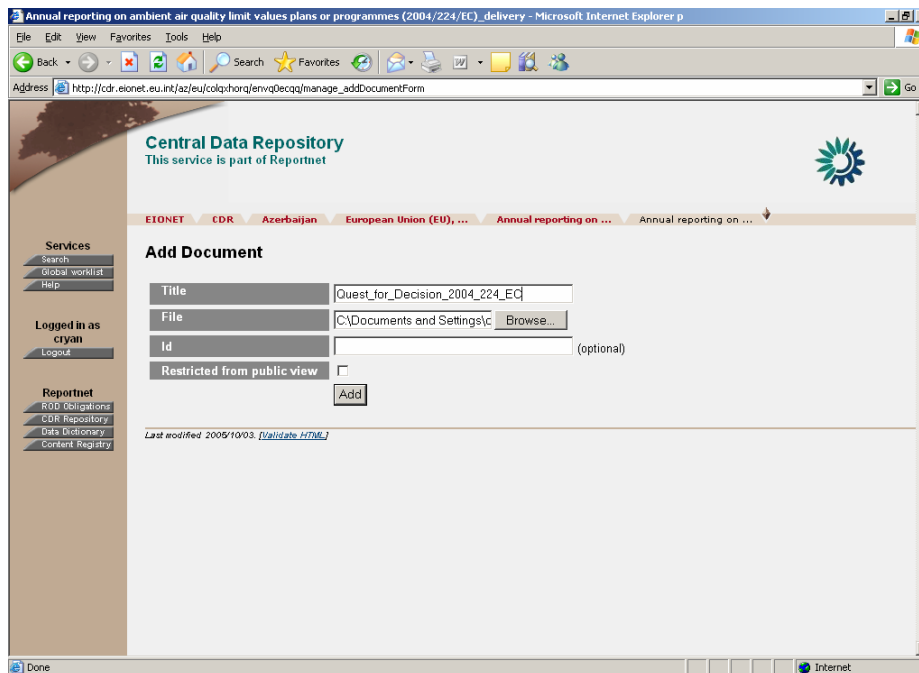 Annual reporting on ambient air quality limit values plans or programmes (2004/224/EC)_delivery - Microsoft Internet Explorer p
File Edit View Favorites Tools Help
Back Search Favorites
Address http://cdr.eionet.eu.int/az/eu/colqxhorq/envq0ecqq/manage_addDocumentForm Go
Central Data Repository
This service is part of Reportnet
EIONET CDR Azerbaijan European Union (EU), ... Annual reporting on ... Annual reporting on ...
Services
Search
Global worklist
Help
Logged in as
cryan
Logout
Reportnet
ROD Obligations
CDR Repository
Data Dictionary
Content Registry
Add Document
Title Quest_for_Decision_2004_224_EC
File C:\Documents and Settings\c Browse...
Id (optional)
Restricted from public view
Add
Last modified 2005/10/03. [Validate HTML]
Done Internet